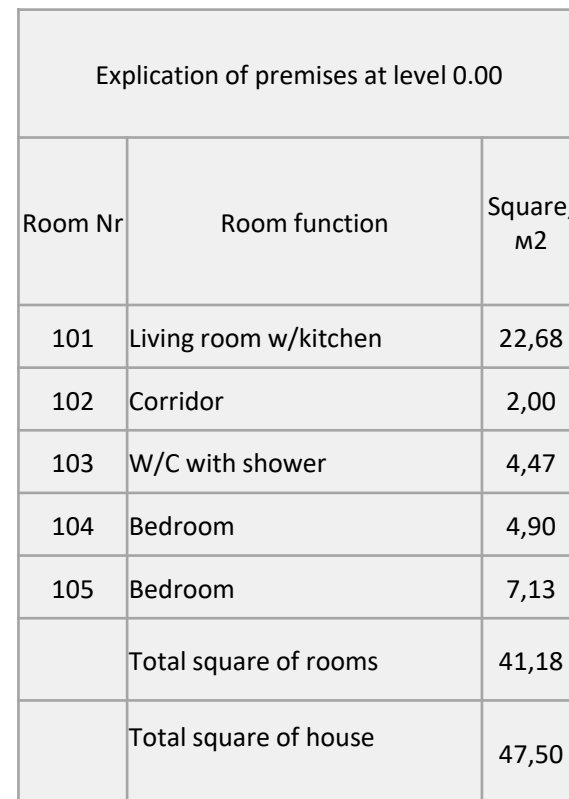 Explication of premises at level 0.00
Room Nr Room function Square, м2
101 Living room w/kitchen 22,68
102 Corridor 2,00
103 W/C with shower 4,47
104 Bedroom 4,90
105 Bedroom 7,13
Total square of rooms 41,18
Total square of house 47,50